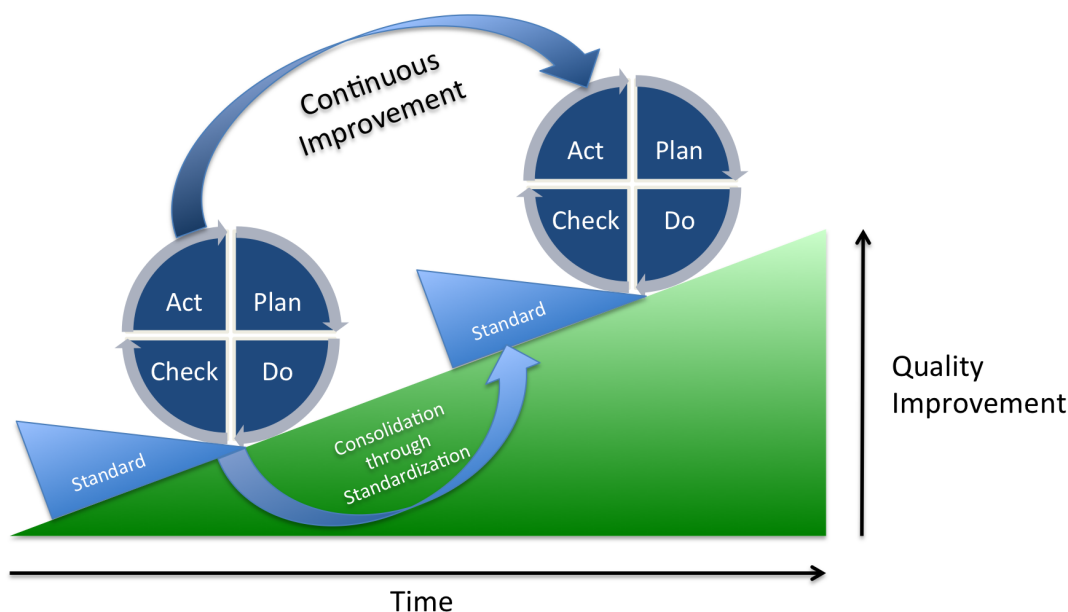 Continuous
Improvement
Act
Plan
Check
Do
Act
Plan
Check
Do
Standard
Standard
Consolidation
through
Standardization
Quality
Improvement
Time